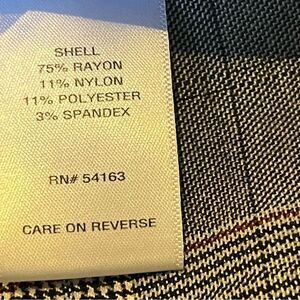 SHELL
75% RAYON
11% NYLON
11% POLYESTER
3% SPANDEX
RN# 54163
CARE ON REVERSE